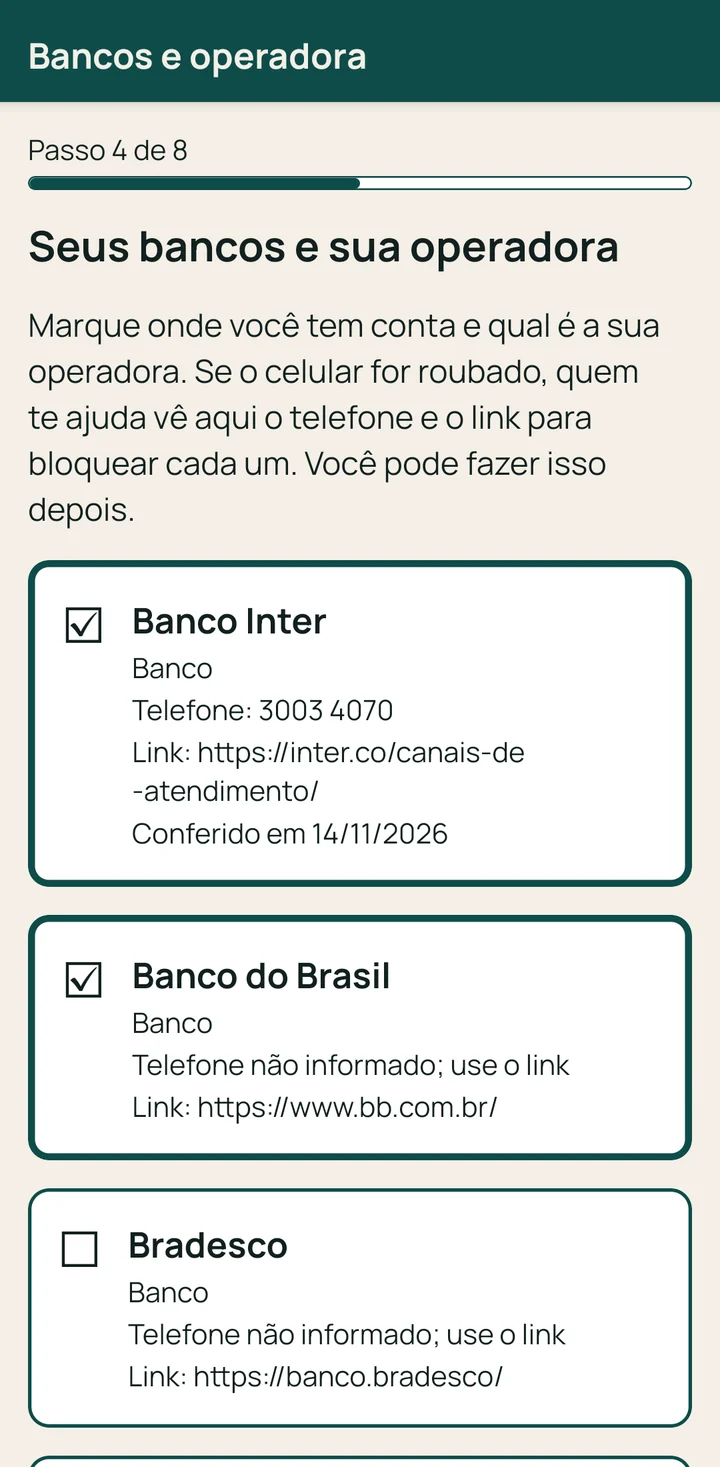 Bancos e operadora
Passo 4 de 8
Seus bancos e sua operadora
Marque onde você tem conta e qual é a sua
operadora. Se o celular for roubado, quem
te ajuda vê aqui o telefone e o link para
bloquear cada um. Você pode fazer isso
depois.
Banco Inter
Banco
Telefone: 3003 4070
Link: https://inter.co/canais-de
-atendimento/
Conferido em 14/11/2026
Banco do Brasil
Banco
Telefone não informado; use o link
Link: https://www.bb.com.br/
Bradesco
Banco
Telefone não informado; use o link
Link: https://banco.bradesco/